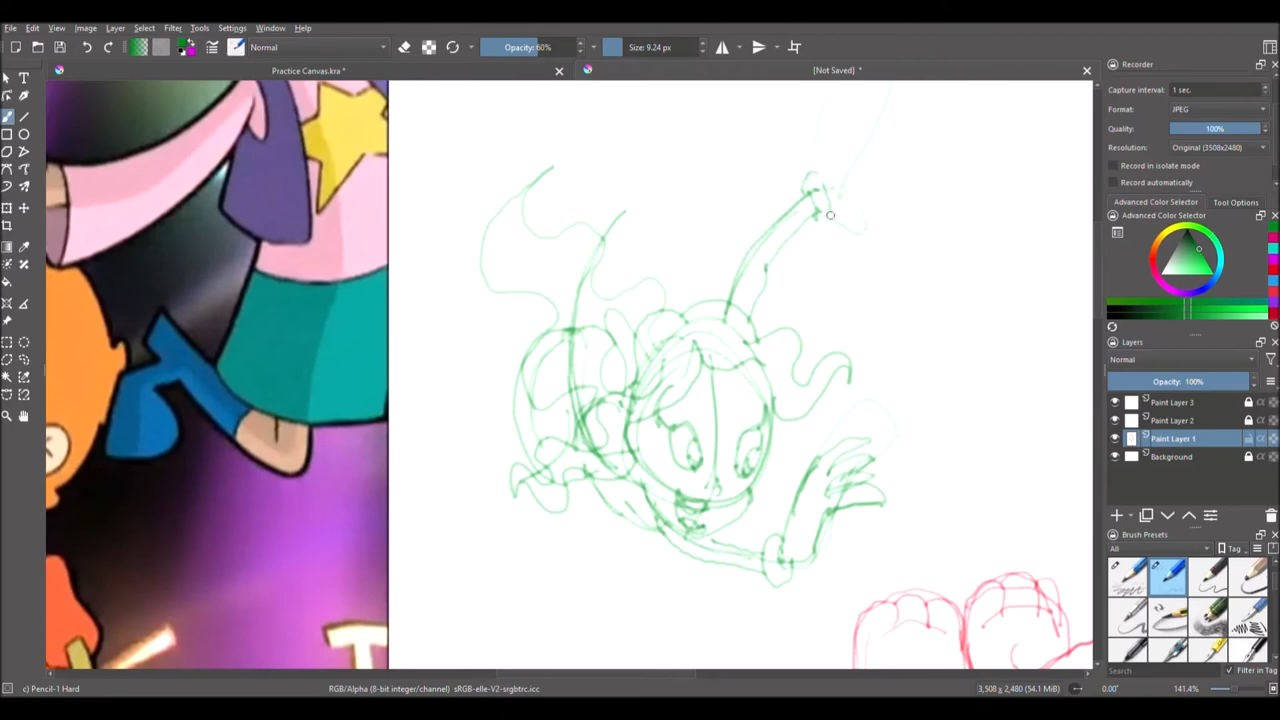 File Edit View Image Layer Select Filter Tools Settings Window Help
Normal Opacity: 60% Size: 9.24 px
Practice Canvas.kra * [Not Saved] *
Recorder
Capture interval: 1 sec.
Format: JPEG
Quality: 100%
Resolution: Original (3508x2480)
Record in isolate mode
Record automatically
Advanced Color Selector Tool Options
Advanced Color Selector
Layers
Normal
Opacity: 100%
Paint Layer 3
Paint Layer 2
Paint Layer 1
Background
Brush Presets
All Tag
Search Filter in Tag
c) Pencil-1 Hard RGB/Alpha (8-bit integer/channel) sRGB-elle-V2-srgbtrc.icc 3,508 x 2,480 (54.1 MiB) 0.00° 141.4%